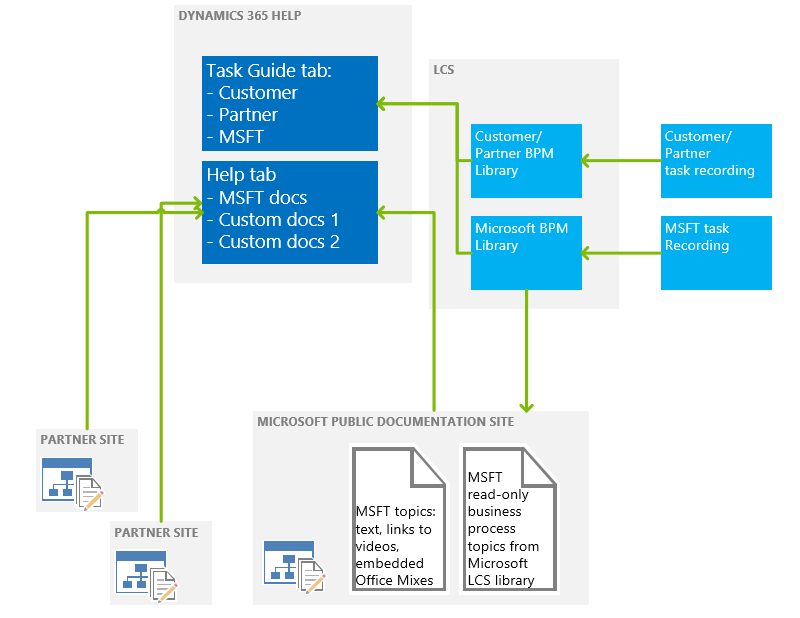 DYNAMICS 365 HELP
Task Guide tab:
- Customer
- Partner
- MSFT
Help tab
- MSFT docs
- Custom docs 1
- Custom docs 2
LCS
Customer/
Partner BPM
Library
Microsoft BPM
Library
Customer/
Partner
task recording
MSFT task
Recording
PARTNER SITE
PARTNER SITE
MICROSOFT PUBLIC DOCUMENTATION SITE
MSFT topics:
text, links to
videos,
embedded
Office Mixes
MSFT
read-only
business
process
topics from
Microsoft
LCS library